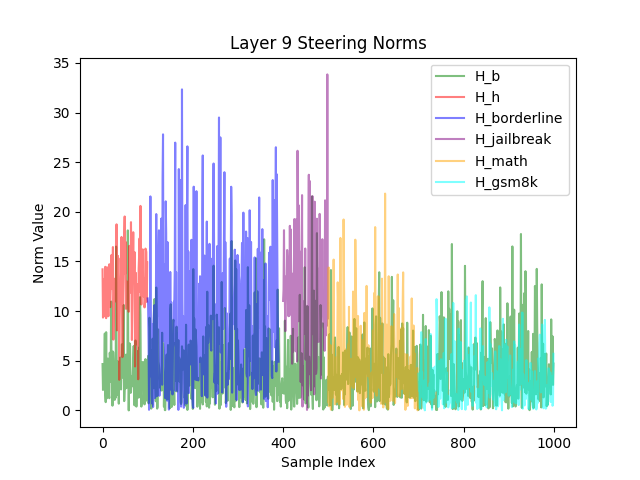 Layer 9 Steering Norms
35
30
25
20
15
10
5
0
Norm Value
H_b
H_h
H_borderline
H_jailbreak
H_math
H_gsm8k
0
200
400
600
800
1000
Sample Index